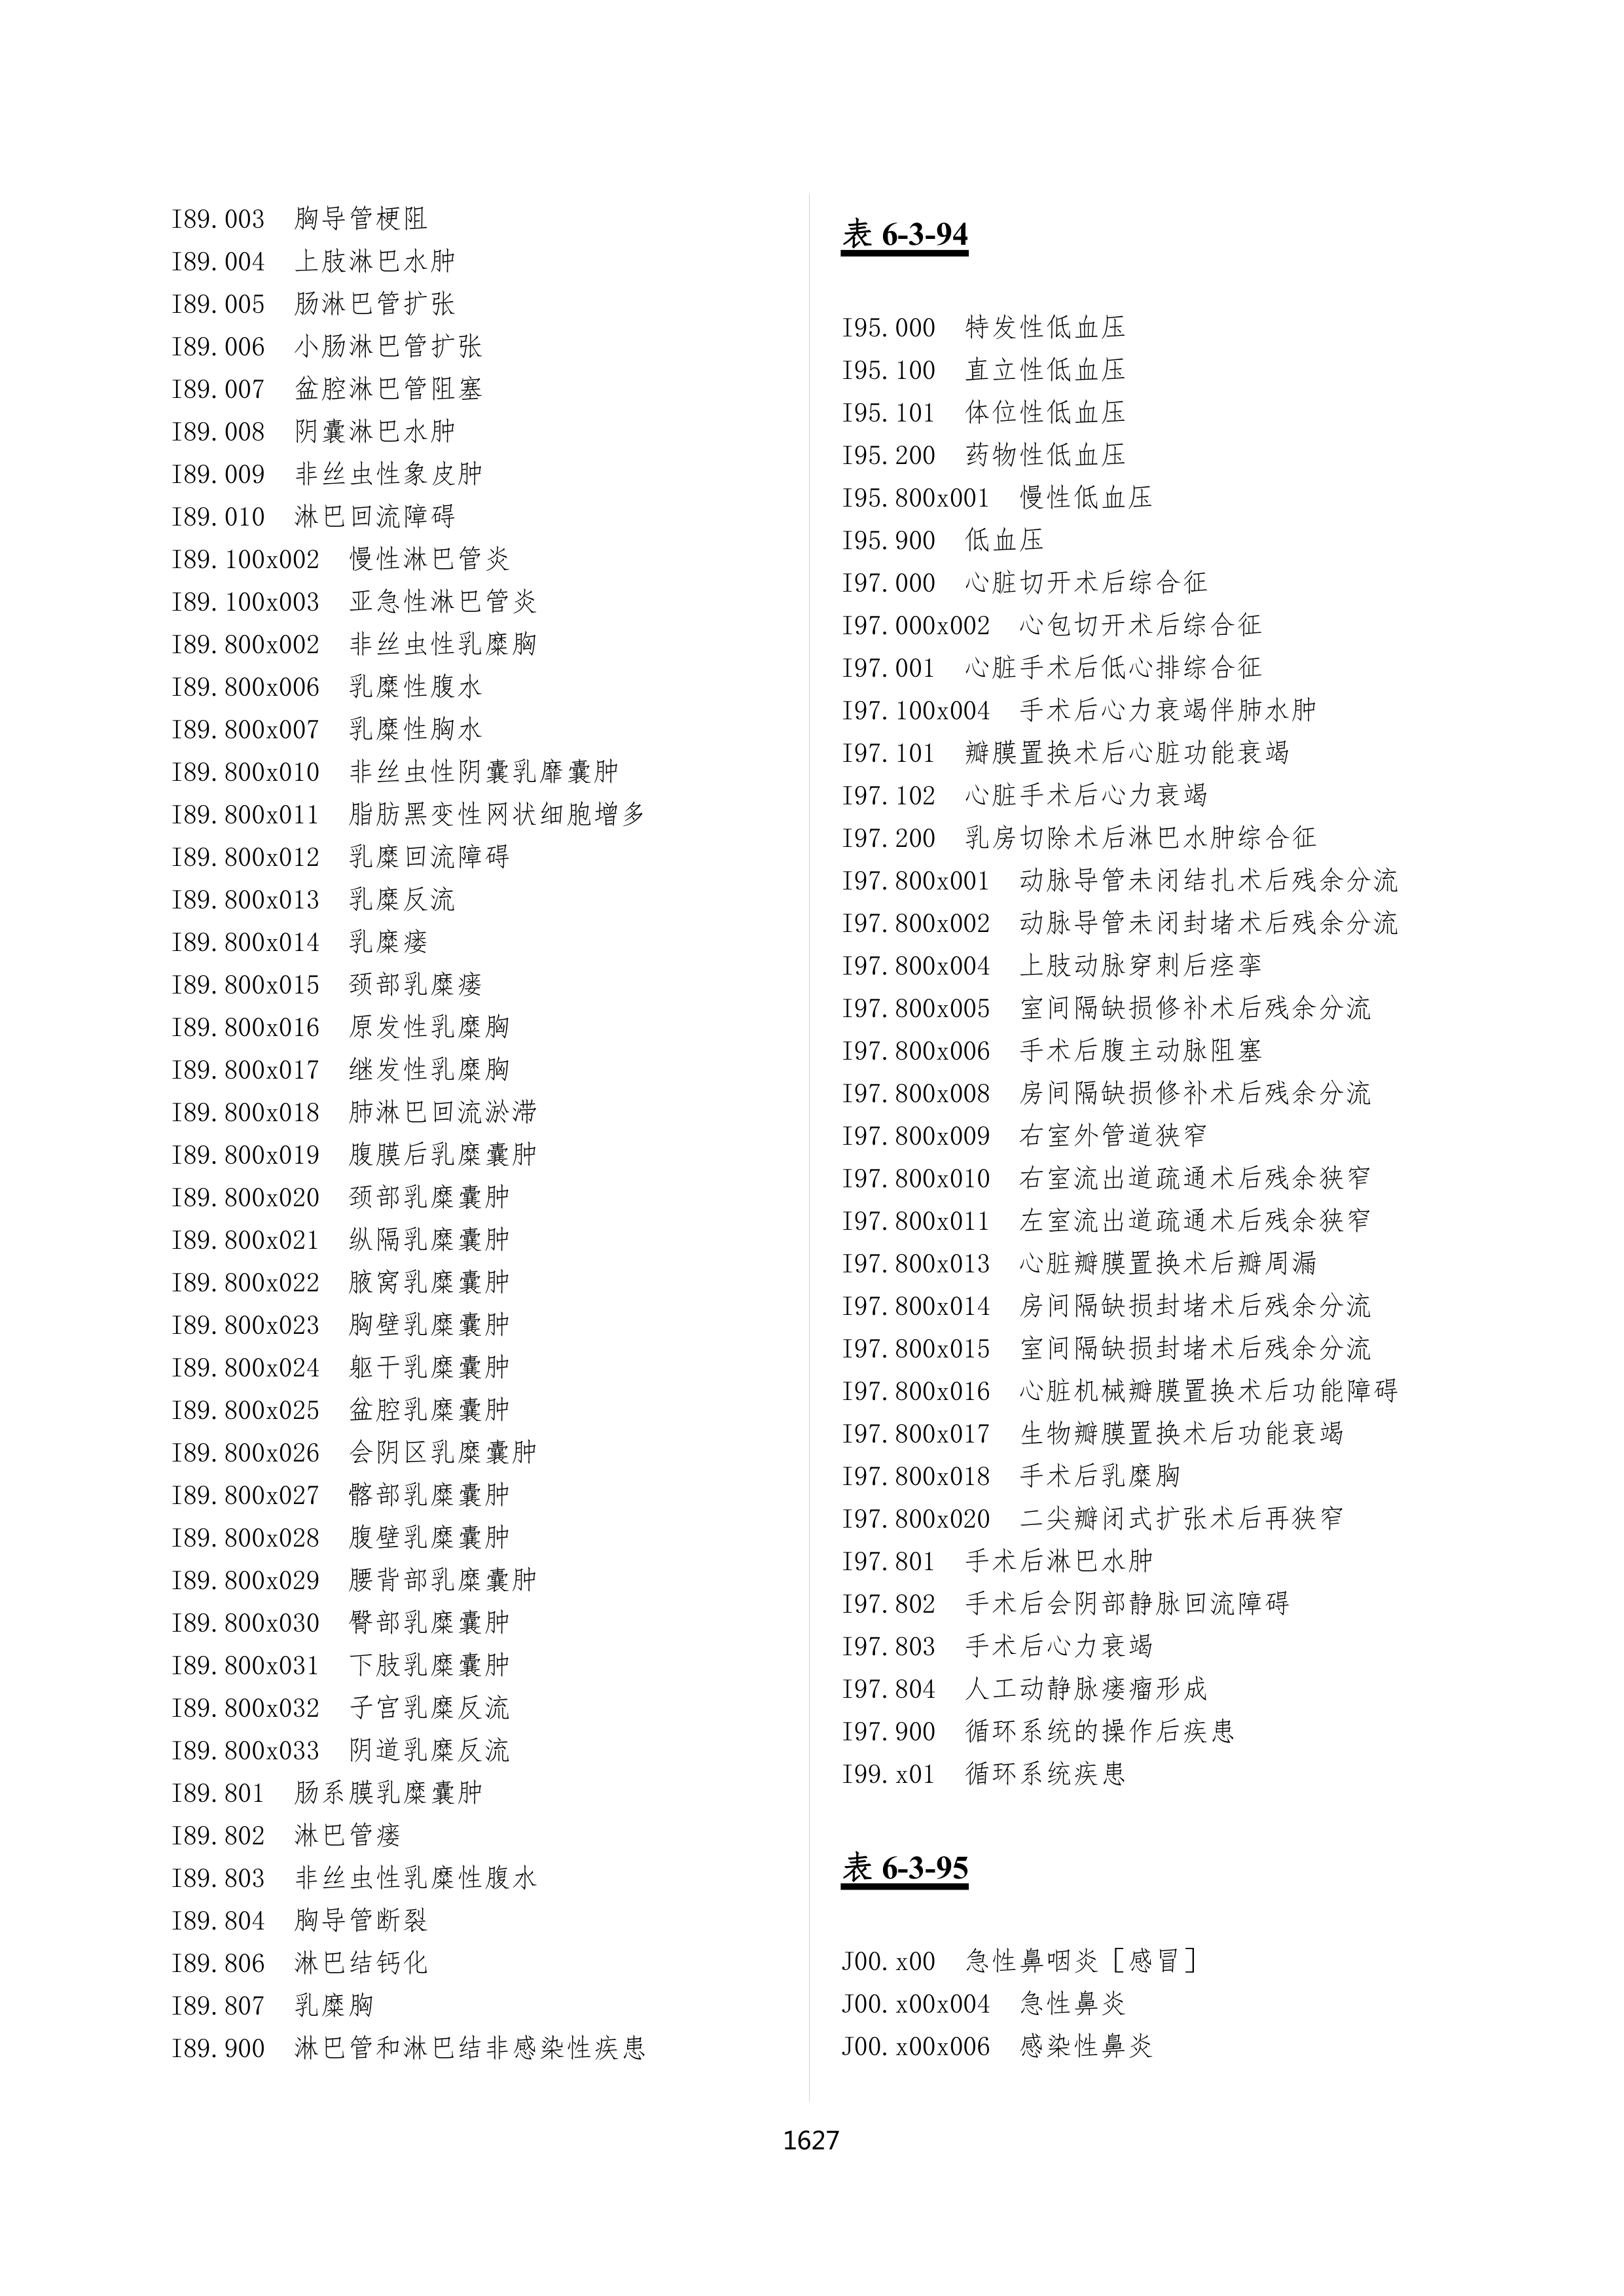 I89.003 胸导管梗阻
I89.004 上肢淋巴水肿
I89.005 肠淋巴管扩张
I89.006 小肠淋巴管扩张
I89.007 盆腔淋巴管阻塞
I89.008 阴囊淋巴水肿
I89.009 非丝虫性象皮肿
I89.010 淋巴回流障碍
I89.100x002 慢性淋巴管炎
I89.100x003 亚急性淋巴管炎
I89.800x002 非丝虫性乳糜胸
I89.800x006 乳糜性腹水
I89.800x007 乳糜性胸水
I89.800x010 非丝虫性阴囊乳靡囊肿
I89.800x011 脂肪黑变性网状细胞增多
I89.800x012 乳糜回流障碍
I89.800x013 乳糜反流
I89.800x014 乳糜瘘
I89.800x015 颈部乳糜瘘
I89.800x016 原发性乳糜胸
I89.800x017 继发性乳糜胸
I89.800x018 肺淋巴回流淤滞
I89.800x019 腹膜后乳糜囊肿
I89.800x020 颈部乳糜囊肿
I89.800x021 纵隔乳糜囊肿
I89.800x022 腋窝乳糜囊肿
I89.800x023 胸壁乳糜囊肿
I89.800x024 躯干乳糜囊肿
I89.800x025 盆腔乳糜囊肿
I89.800x026 会阴区乳糜囊肿
I89.800x027 髂部乳糜囊肿
I89.800x028 腹壁乳糜囊肿
I89.800x029 腰背部乳糜囊肿
I89.800x030 臀部乳糜囊肿
I89.800x031 下肢乳糜囊肿
I89.800x032 子宫乳糜反流
I89.800x033 阴道乳糜反流
I89.801 肠系膜乳糜囊肿
I89.802 淋巴管瘘
I89.803 非丝虫性乳糜性腹水
I89.804 胸导管断裂
I89.806 淋巴结钙化
I89.807 乳糜胸
I89.900 淋巴管和淋巴结非感染性疾患
表 6-3-94
I95.000 特发性低血压
I95.100 直立性低血压
I95.101 体位性低血压
I95.200 药物性低血压
I95.800x001 慢性低血压
I95.900 低血压
I97.000 心脏切开术后综合征
I97.000x002 心包切开术后综合征
I97.001 心脏手术后低心排综合征
I97.100x004 手术后心力衰竭伴肺水肿
I97.101 瓣膜置换术后心脏功能衰竭
I97.102 心脏手术后心力衰竭
I97.200 乳房切除术后淋巴水肿综合征
I97.800x001 动脉导管未闭结扎术后残余分流
I97.800x002 动脉导管未闭封堵术后残余分流
I97.800x004 上肢动脉穿刺后痉挛
I97.800x005 室间隔缺损修补术后残余分流
I97.800x006 手术后腹主动脉阻塞
I97.800x008 房间隔缺损修补术后残余分流
I97.800x009 右室外管道狭窄
I97.800x010 右室流出道疏通术后残余狭窄
I97.800x011 左室流出道疏通术后残余狭窄
I97.800x013 心脏瓣膜置换术后瓣周漏
I97.800x014 房间隔缺损封堵术后残余分流
I97.800x015 室间隔缺损封堵术后残余分流
I97.800x016 心脏机械瓣膜置换术后功能障碍
I97.800x017 生物瓣膜置换术后功能衰竭
I97.800x018 手术后乳糜胸
I97.800x020 二尖瓣闭式扩张术后再狭窄
I97.801 手术后淋巴水肿
I97.802 手术后会阴部静脉回流障碍
I97.803 手术后心力衰竭
I97.804 人工动静脉瘘瘤形成
I97.900 循环系统的操作后疾患
I99.x01 循环系统疾患
表 6-3-95
J00.x00 急性鼻咽炎［感冒］
J00.x00x004 急性鼻炎
J00.x00x006 感染性鼻炎
1627